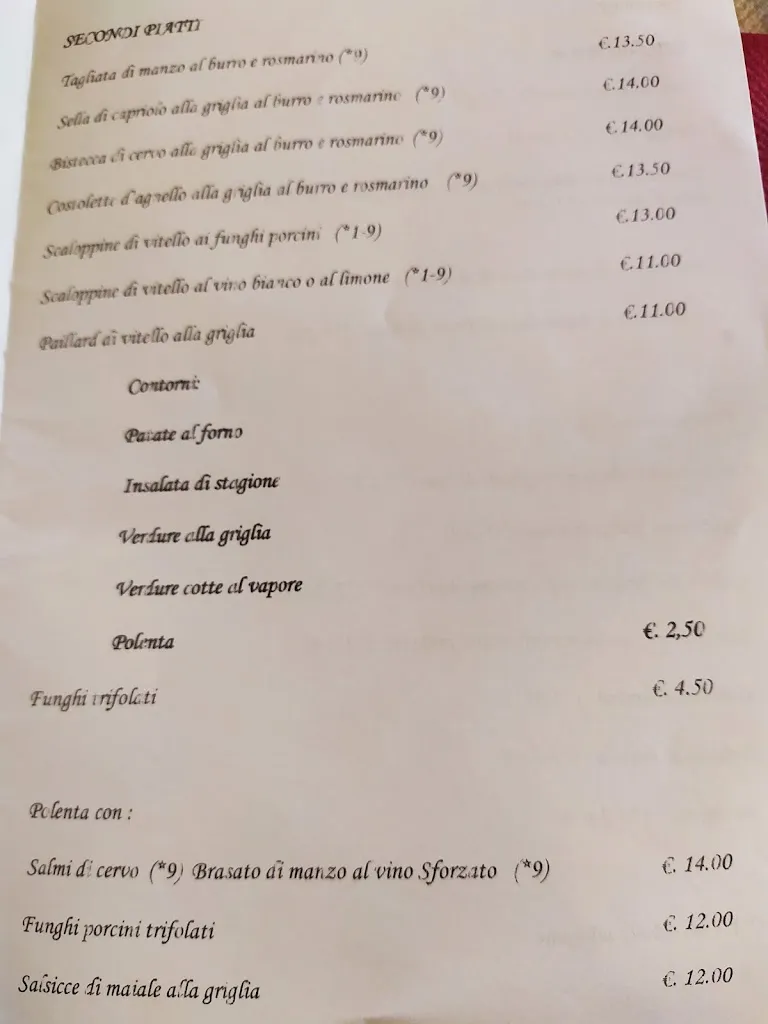 SECONDI PIATTI
Tagliata di manzo al burro e rosmarino (*9) €.13.50
Sella di capriolo alla griglia al burro e rosmarino (*9) €.14.00
Bistecca di cervo alla griglia al burro e rosmarino (*9) €.14.00
Costolette d'agnello alla griglia al burro e rosmarino (*9) €.13.50
Scaloppine di vitello ai funghi porcini (*1-9) €.13.00
Scaloppine di vitello al vino bianco o al limone (*1-9) €.11.00
Paillard di vitello alla griglia €.11.00
Contorni:
Patate al forno
Insalata di stagione
Verdure alla griglia
Verdure cotte al vapore
Polenta €. 2,50
Funghi trifolati €. 4.50
Polenta con :
Salmi di cervo (*9) Brasato di manzo al vino Sforzato (*9) €. 14.00
Funghi porcini trifolati €. 12.00
Salsicce di maiale alla griglia €. 12.00